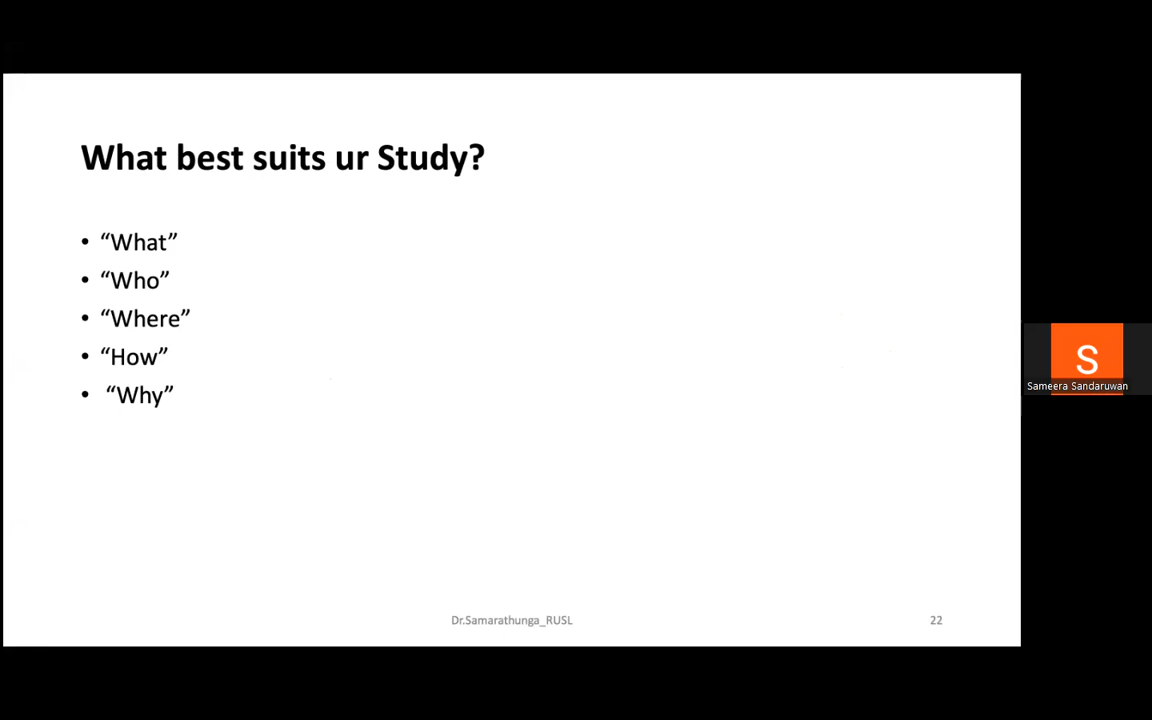 What best suits ur Study?
• “What”
• “Who”
• “Where”
• “How”
• “Why”
S
Sameera Sandaruwan
Dr.Samarathunga_RUSL
22